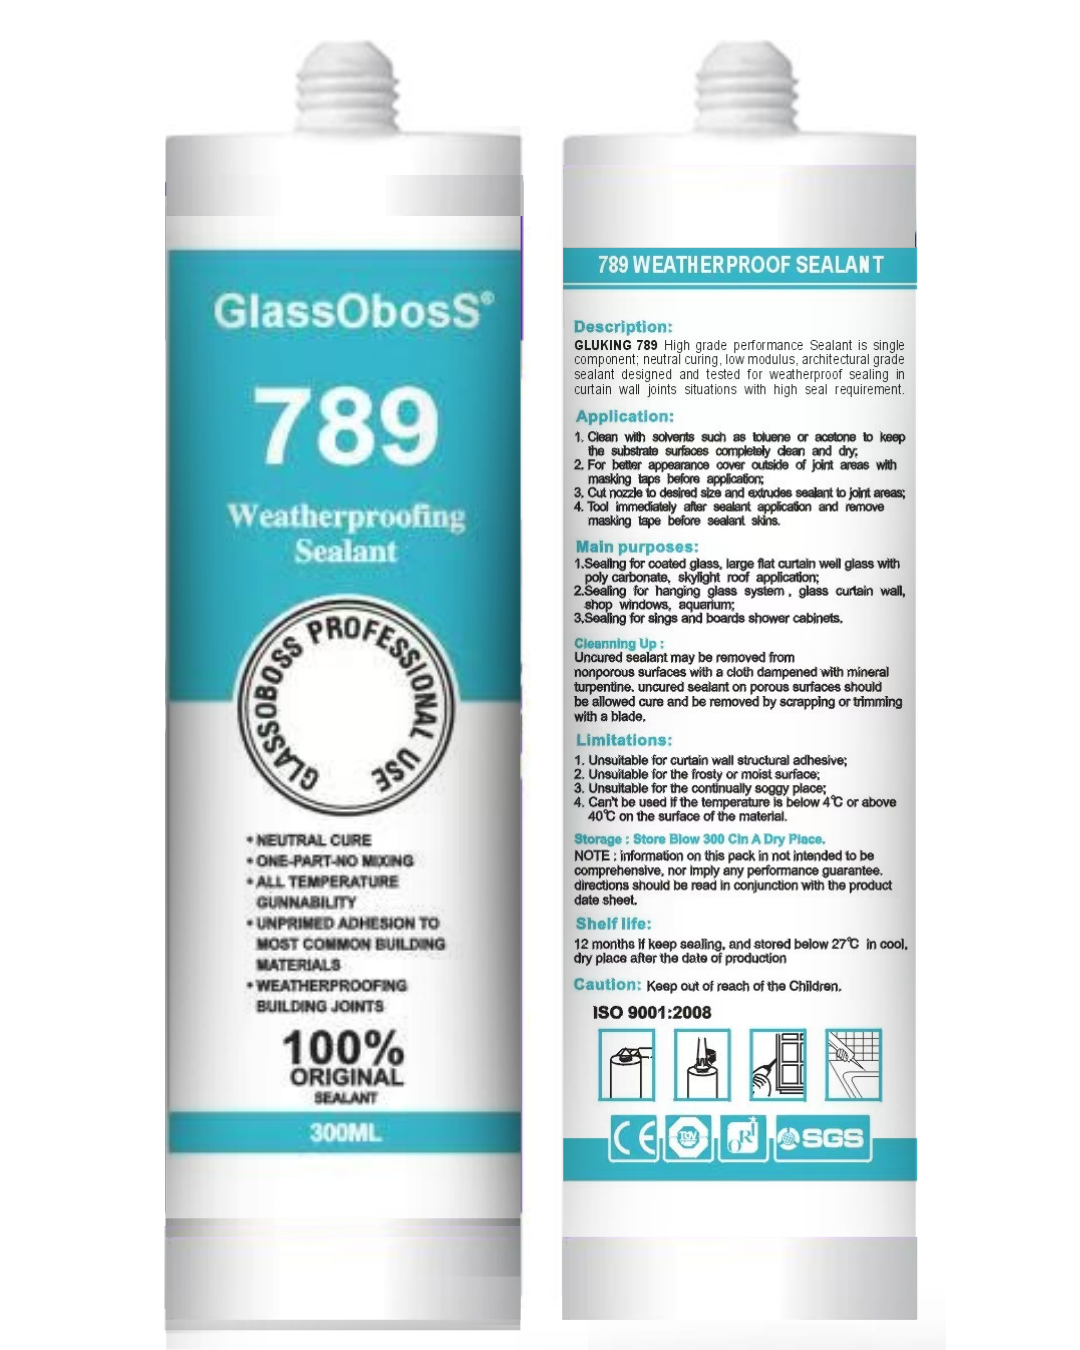 GlassObosS®
789
Weatherproofing
Sealant
GLASSOBOSS PROFESSIONAL USE
• NEUTRAL CURE
• ONE-PART-NO MIXING
• ALL TEMPERATURE
GUNNABILITY
• UNPRIMED ADHESION TO
MOST COMMON BUILDING
MATERIALS
• WEATHERPROOFING
BUILDING JOINTS
100%
ORIGINAL
SEALANT
300ML
789 WEATHERPROOF SEALANT
Description:
GLUKING 789 High grade performance Sealant is single
component; neutral curing, low modulus, architectural grade
sealant designed and tested for weatherproof sealing in
curtain wall joints situations with high seal requirement.
Application:
1. Clean with solvents such as toluene or acetone to keep
the substrate surfaces completely clean and dry;
2. For better appearance cover outside of joint areas with
masking taps before application;
3. Cut nozzle to desired size and extrudes sealant to joint areas;
4. Tool immediately after sealant application and remove
masking tape before sealant skins.
Main purposes:
1.Sealing for coated glass, large flat curtain well glass with
poly carbonate, skylight roof application;
2.Sealing for hanging glass system , glass curtain wall,
shop windows, aquarium;
3.Sealing for sings and boards shower cabinets.
Cleanning Up :
Uncured sealant may be removed from
nonporous surfaces with a cloth dampened with mineral
turpentine. uncured sealant on porous surfaces should
be allowed cure and be removed by scrapping or trimming
with a blade.
Limitations:
1. Unsuitable for curtain wall structural adhesive;
2. Unsuitable for the frosty or moist surface;
3. Unsuitable for the continually soggy place;
4. Can't be used if the temperature is below 4℃ or above
40℃ on the surface of the material.
Storage : Store Blow 300 CIn A Dry Place.
NOTE : information on this pack in not intended to be
comprehensive, nor imply any performance guarantee.
directions should be read in conjunction with the product
date sheet.
Shelf life:
12 months if keep sealing, and stored below 27℃ in cool,
dry place after the date of production
Caution: Keep out of reach of the Children.
ISO 9001:2008
CE TÜV ORI SGS